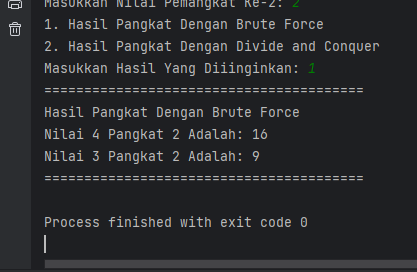 Masukkan Nilai Pemangkat Ke-2: 2
1. Hasil Pangkat Dengan Brute Force
2. Hasil Pangkat Dengan Divide and Conquer
Masukkan Hasil Yang Diiinginkan: 1
========================================
Hasil Pangkat Dengan Brute Force
Nilai 4 Pangkat 2 Adalah: 16
Nilai 3 Pangkat 2 Adalah: 9
========================================
Process finished with exit code 0